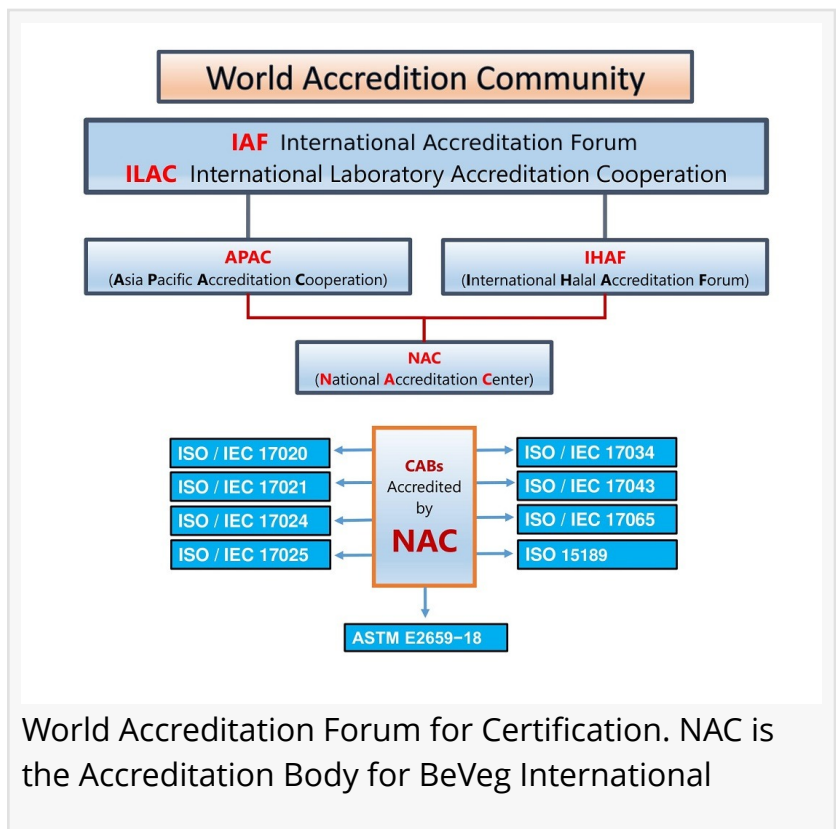 World Accredition Community
IAF International Accreditation Forum
ILAC International Laboratory Accreditation Cooperation
APAC
(Asia Pacific Accreditation Cooperation)
IHAF
(International Halal Accreditation Forum)
NAC
(National Accreditation Center)
ISO / IEC 17020
ISO / IEC 17021
ISO / IEC 17024
ISO / IEC 17025
CABs
Accredited
by
NAC
ISO / IEC 17034
ISO / IEC 17043
ISO / IEC 17065
ISO 15189
ASTM E2659-18
World Accreditation Forum for Certification. NAC is
the Accreditation Body for BeVeg International